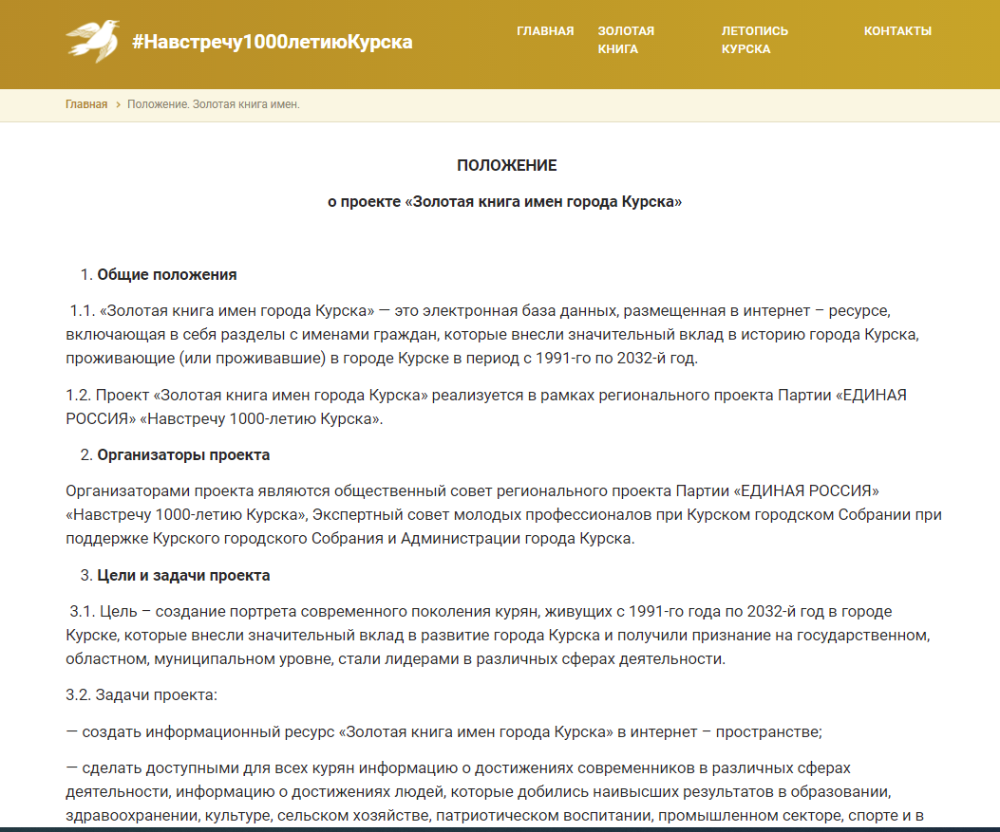 #Навстречу1000летиюКурска
ГЛАВНАЯ
ЗОЛОТАЯ
КНИГА
ЛЕТОПИСЬ
КУРСКА
КОНТАКТЫ
Главная > Положение. Золотая книга имен.
ПОЛОЖЕНИЕ
о проекте «Золотая книга имен города Курска»
1. Общие положения
1.1. «Золотая книга имен города Курска» — это электронная база данных, размещенная в интернет – ресурсе,
включающая в себя разделы с именами граждан, которые внесли значительный вклад в историю города Курска,
проживающие (или проживавшие) в городе Курске в период с 1991-го по 2032-й год.
1.2. Проект «Золотая книга имен города Курска» реализуется в рамках регионального проекта Партии «ЕДИНАЯ
РОССИЯ» «Навстречу 1000-летию Курска».
2. Организаторы проекта
Организаторами проекта являются общественный совет регионального проекта Партии «ЕДИНАЯ РОССИЯ»
«Навстречу 1000-летию Курска», Экспертный совет молодых профессионалов при Курском городском Собрании при
поддержке Курского городского Собрания и Администрации города Курска.
3. Цели и задачи проекта
3.1. Цель – создание портрета современного поколения курян, живущих с 1991-го года по 2032-й год в городе
Курске, которые внесли значительный вклад в развитие города Курска и получили признание на государственном,
областном, муниципальном уровне, стали лидерами в различных сферах деятельности.
3.2. Задачи проекта:
— создать информационный ресурс «Золотая книга имен города Курска» в интернет – пространстве;
— сделать доступными для всех курян информацию о достижениях современников в различных сферах
деятельности, информацию о достижениях людей, которые добились наивысших результатов в образовании,
здравоохранении, культуре, сельском хозяйстве, патриотическом воспитании, промышленном секторе, спорте и в